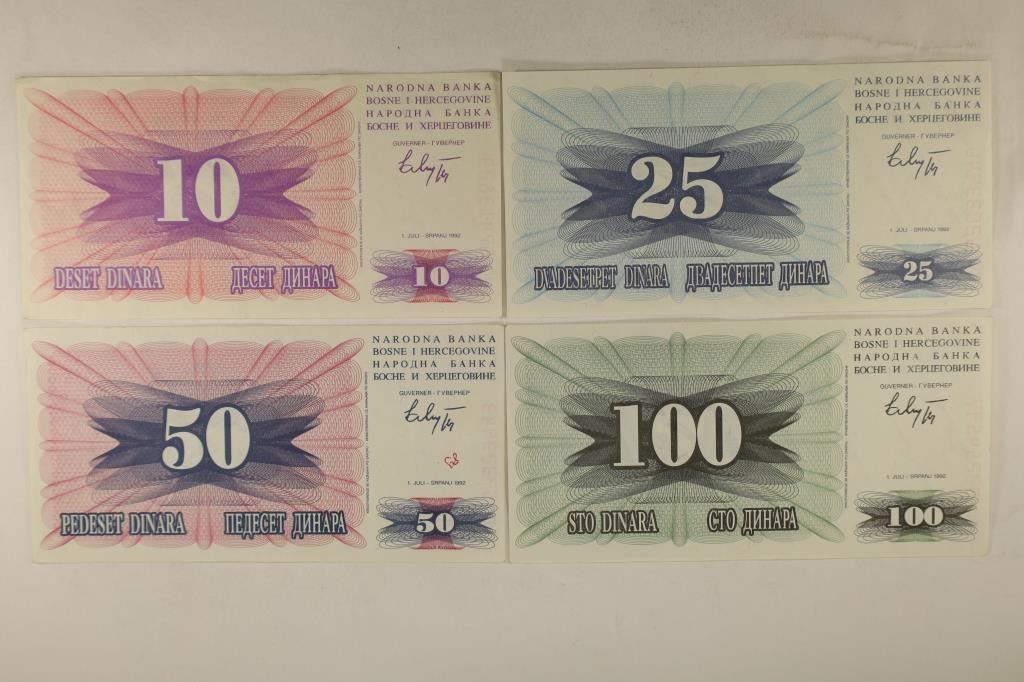 NARODNA BANKA
BOSNE I HERCEGOVINE
НАРОДНА БАНКА
БОСНЕ И ХЕРЦЕГОВИНЕ
GUVERNER - ГУВЕРНЕР
10
1. JULI - SRPANJ 1992
DESET DINARA ДЕСЕТ ДИНАРА
10
NARODNA BANKA
BOSNE I HERCEGOVINE
НАРОДНА БАНКА
БОСНЕ И ХЕРЦЕГОВИНЕ
GUVERNER - ГУВЕРНЕР
25
1. JULI - SRPANJ 1992
DVADESETPET DINARA ДВАДЕСЕТПЕТ ДИНАРА
25
NARODNA BANKA
BOSNE I HERCEGOVINE
НАРОДНА БАНКА
БОСНЕ И ХЕРЦЕГОВИНЕ
GUVERNER - ГУВЕРНЕР
50
1. JULI - SRPANJ 1992
PEDESET DINARA ПЕДЕСЕТ ДИНАРА
50
NARODNA BANKA
BOSNE I HERCEGOVINE
НАРОДНА БАНКА
БОСНЕ И ХЕРЦЕГОВИНЕ
GUVERNER - ГУВЕРНЕР
100
1. JULI - SRPANJ 1992
STO DINARA СТО ДИНАРА
100